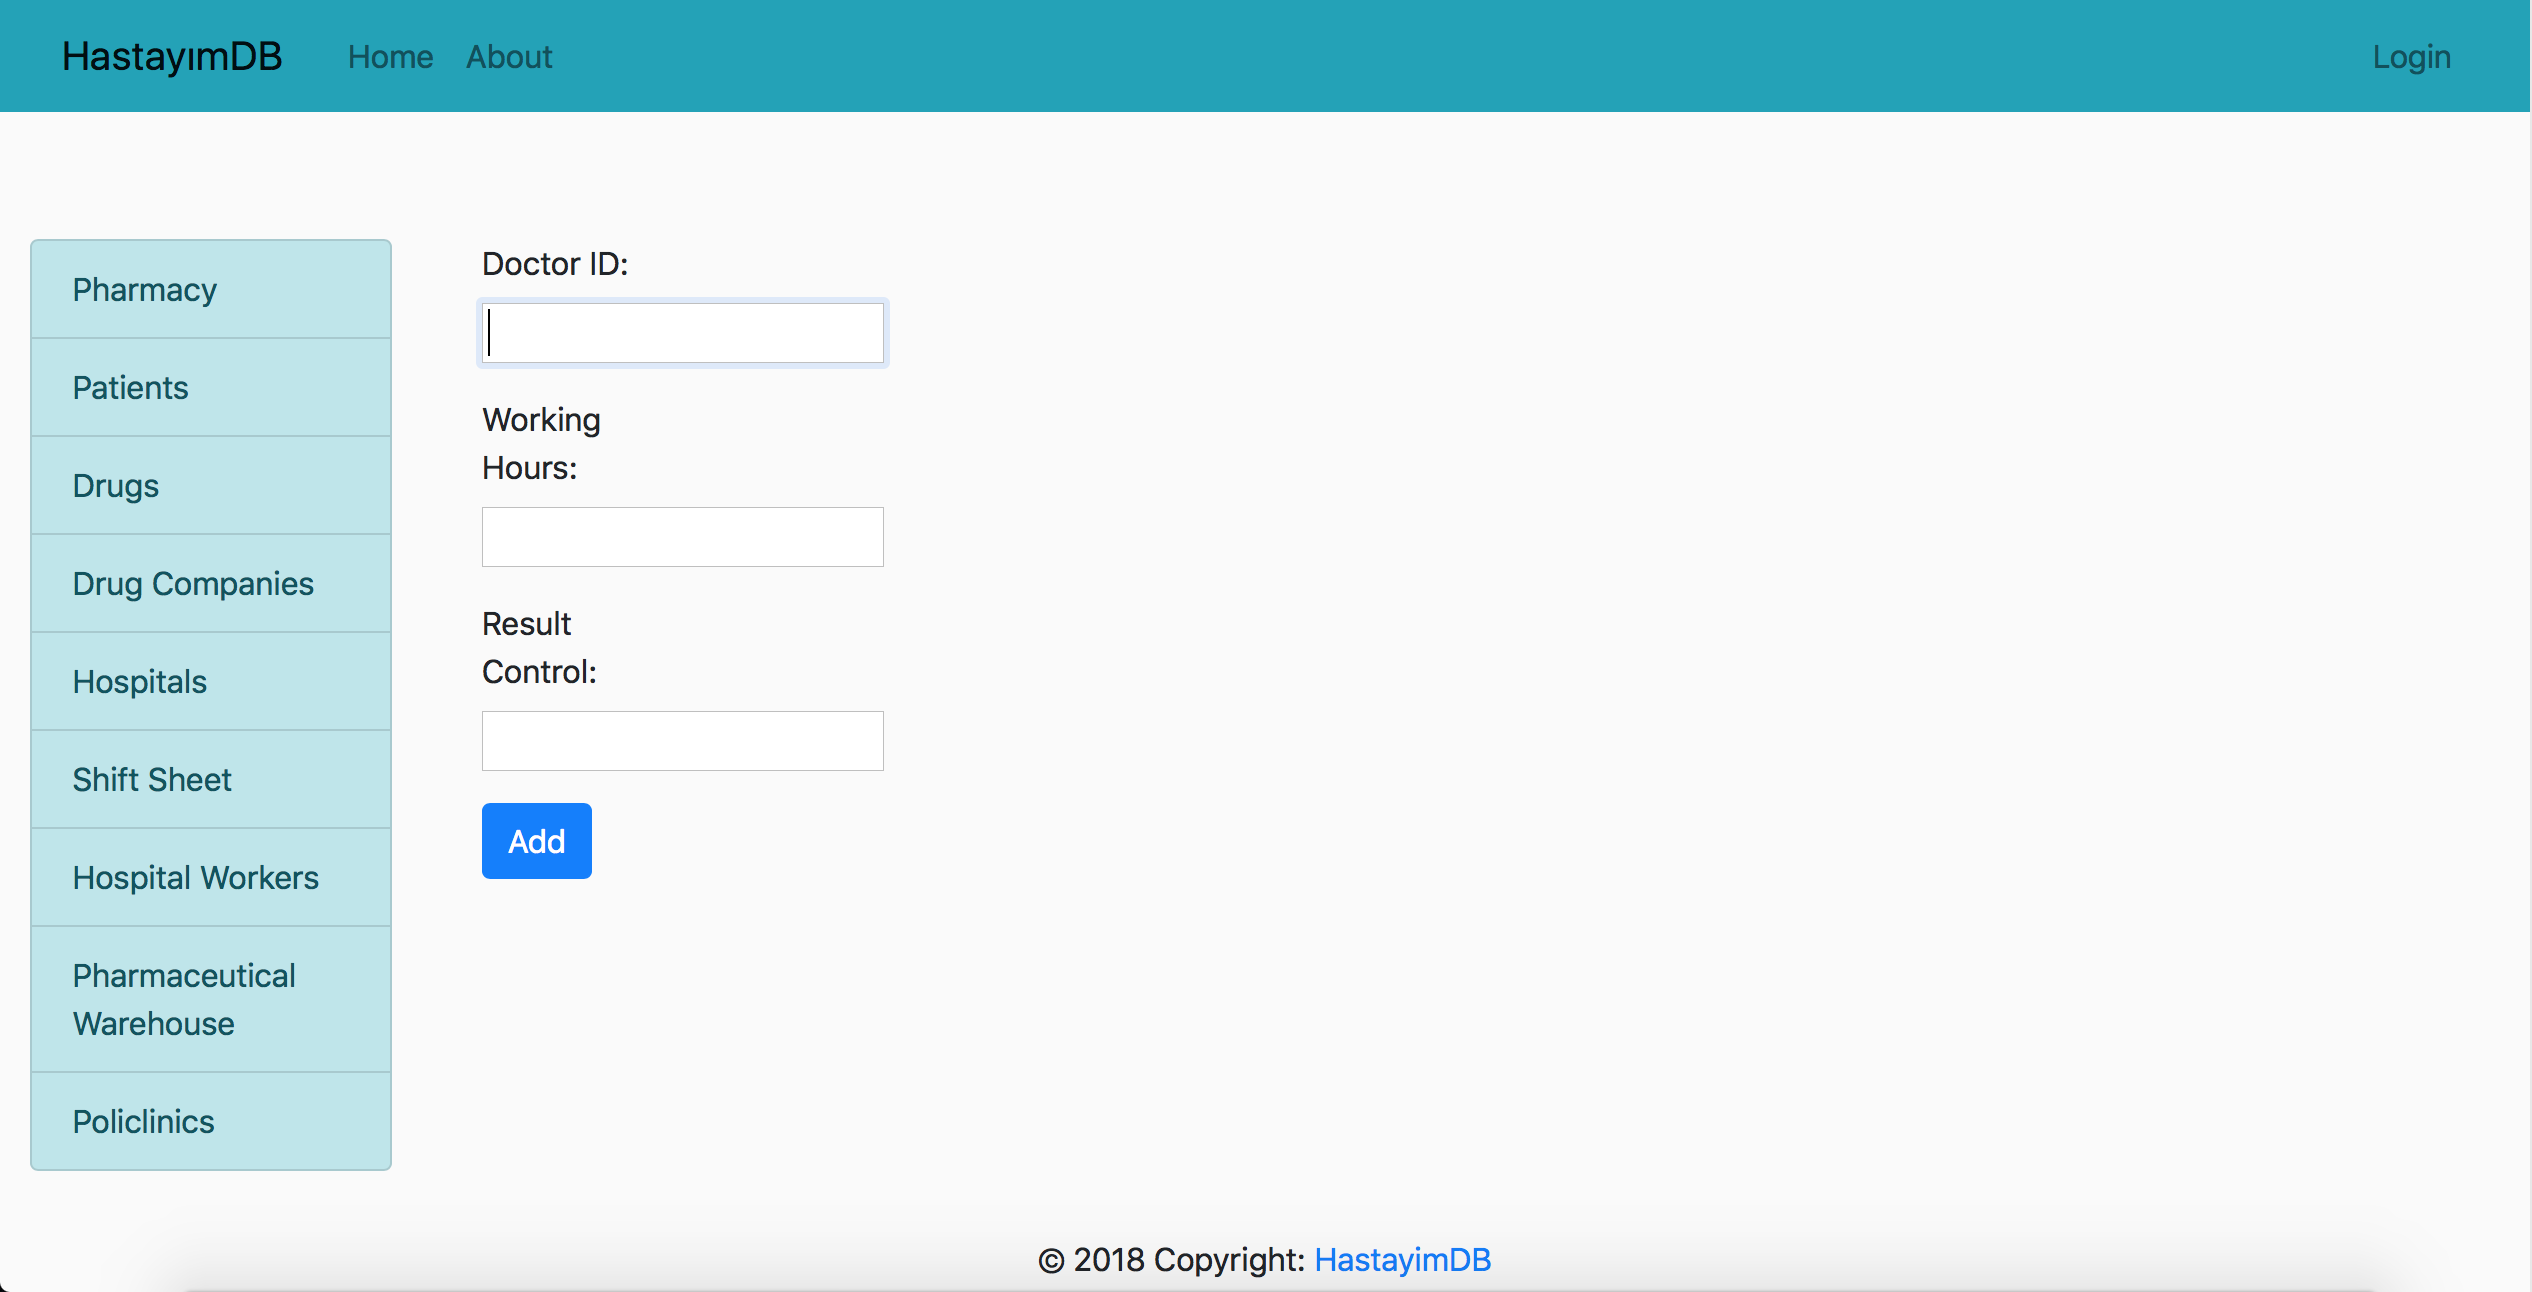 HastayımDB Home About Login
Pharmacy
Patients
Drugs
Drug Companies
Hospitals
Shift Sheet
Hospital Workers
Pharmaceutical
Warehouse
Policlinics
Doctor ID:
Working
Hours:
Result
Control:
Add
© 2018 Copyright: HastayimDB